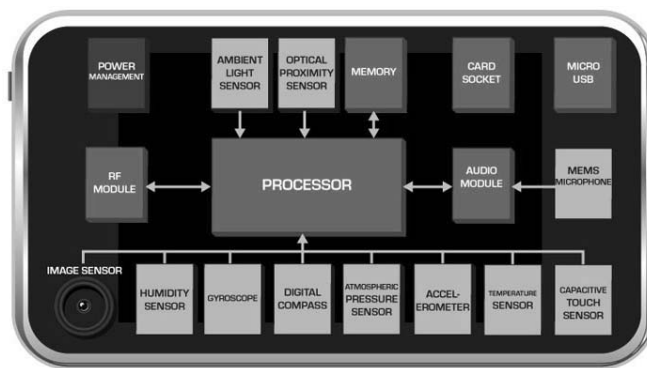 POWER
MANAGEMENT
AMBIENT
LIGHT
SENSOR
OPTICAL
PROXIMITY
SENSOR
MEMORY
CARD
SOCKET
MICRO
USB
RF
MODULE
PROCESSOR
AUDIO
MODULE
MEMS
MICROPHONE
IMAGE SENSOR
HUMIDITY
SENSOR
GYROSCOPE
DIGITAL
COMPASS
ATMOSPHERIC
PRESSURE
SENSOR
ACCEL-
EROMETER
TEMPERATURE
SENSOR
CAPACITIVE
TOUCH
SENSOR